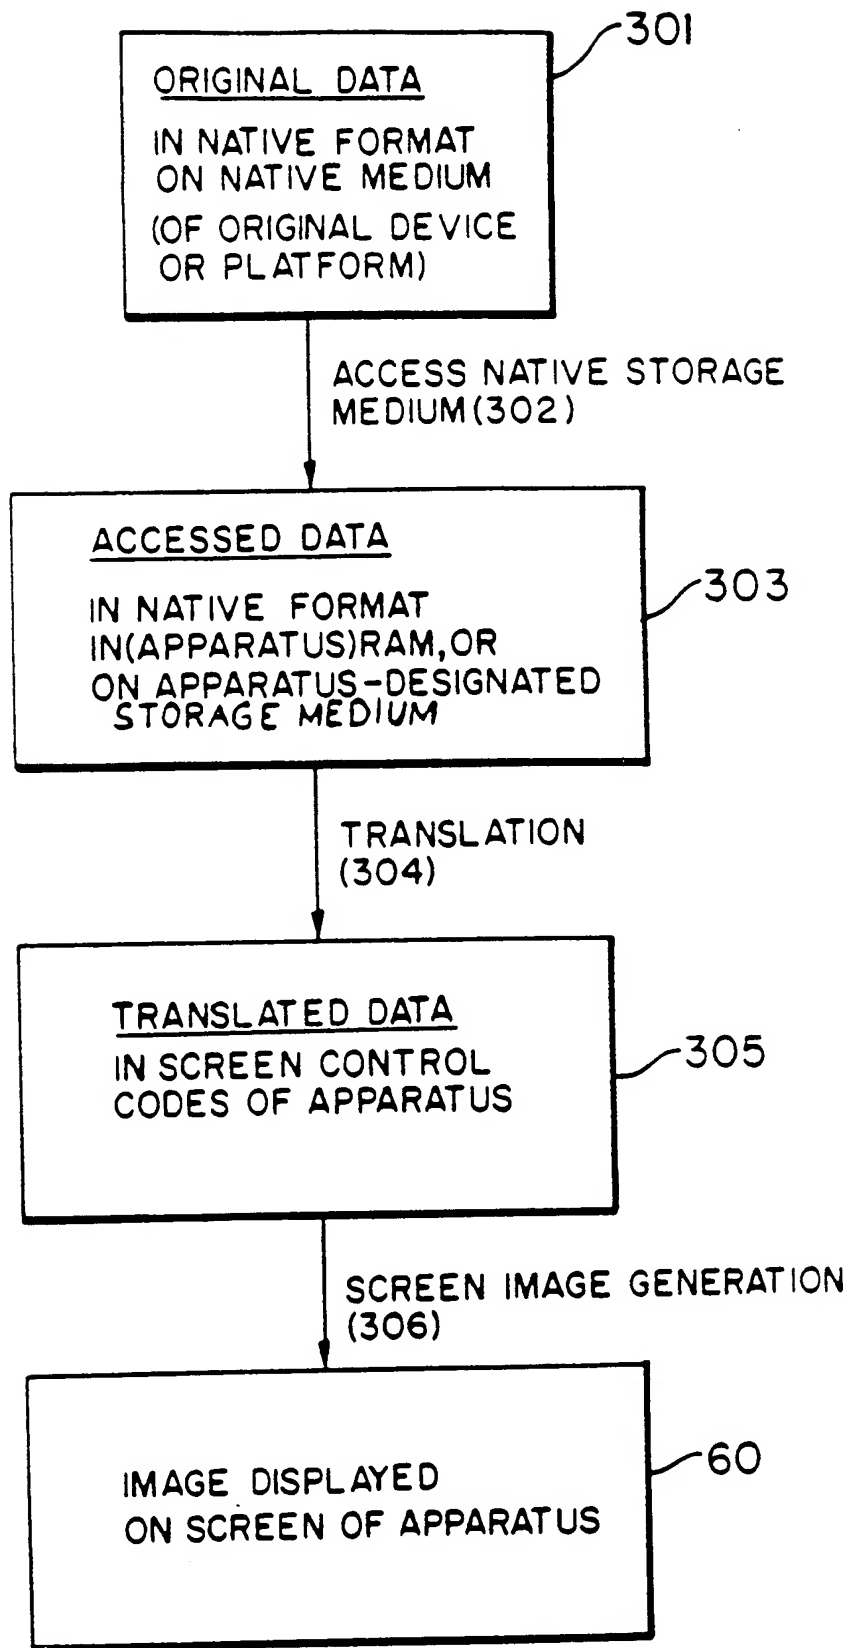 301
ORIGINAL DATA
IN NATIVE FORMAT
ON NATIVE MEDIUM
(OF ORIGINAL DEVICE
OR PLATFORM)
ACCESS NATIVE STORAGE
MEDIUM(302)
303
ACCESSED DATA
IN NATIVE FORMAT
IN(APPARATUS)RAM, OR
ON APPARATUS-DESIGNATED
STORAGE MEDIUM
TRANSLATION
(304)
305
TRANSLATED DATA
IN SCREEN CONTROL
CODES OF APPARATUS
SCREEN IMAGE GENERATION
(306)
60
IMAGE DISPLAYED
ON SCREEN OF APPARATUS